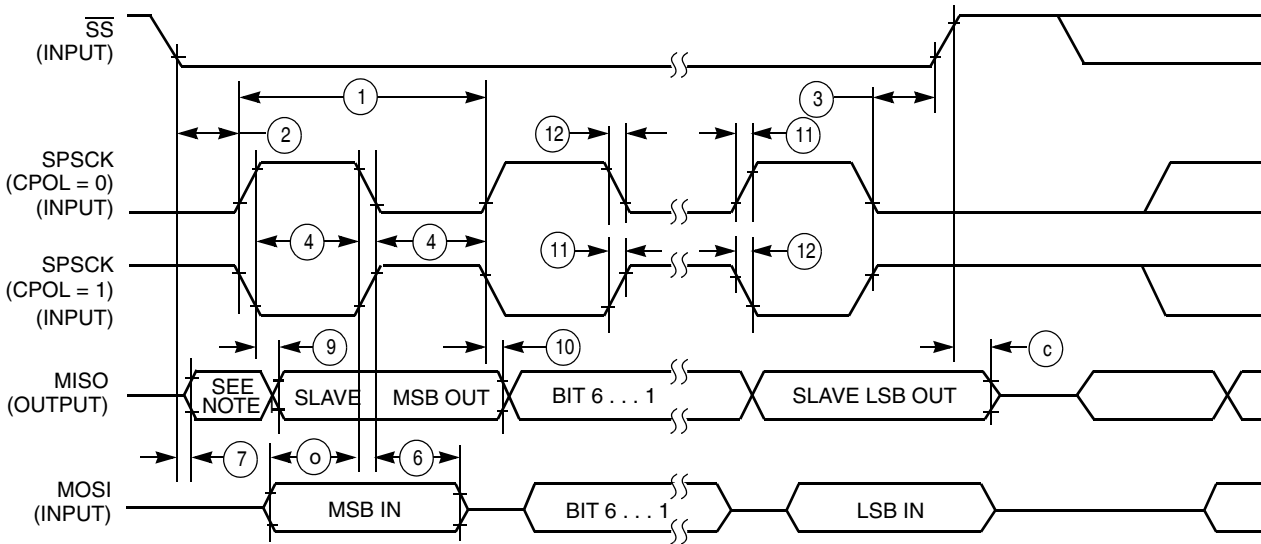 SS
(INPUT)
1
3
2
12
11
SPSCK
(CPOL = 0)
(INPUT)
4
4
11
12
SPSCK
(CPOL = 1)
(INPUT)
9
10
c
MISO
(OUTPUT)
SEE
NOTE
SLAVE
MSB OUT
BIT 6 . . . 1
SLAVE LSB OUT
7
o
6
MOSI
(INPUT)
MSB IN
BIT 6 . . . 1
LSB IN